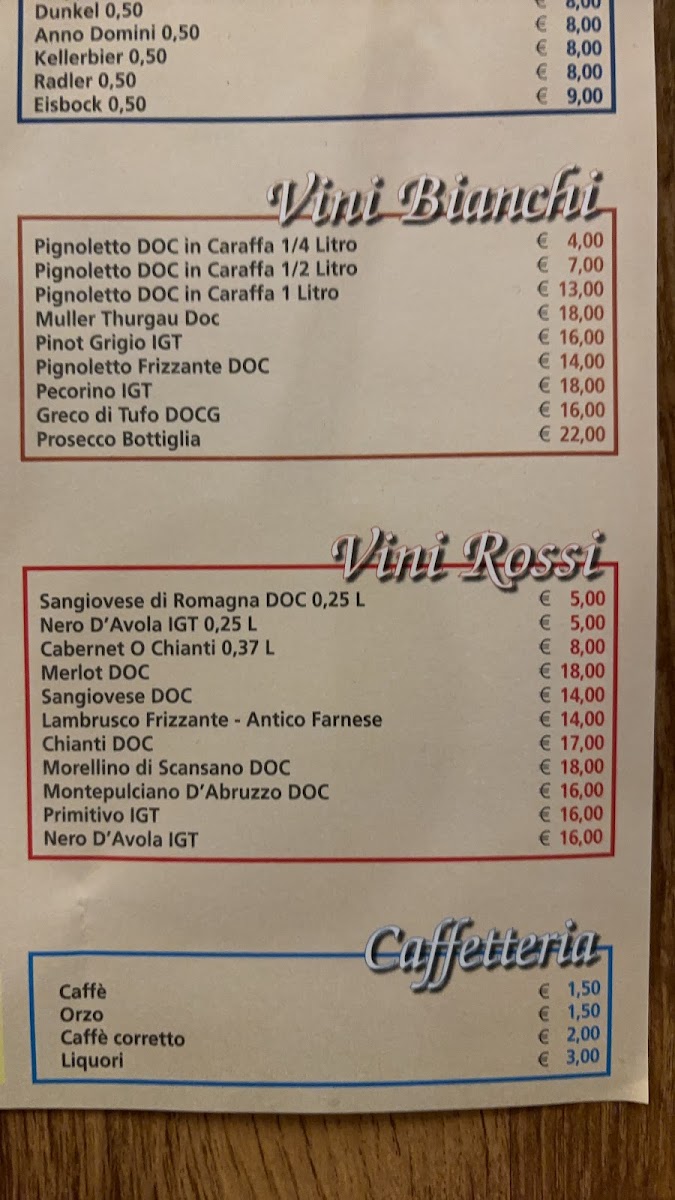 Dunkel 0,50 € 8,00
Anno Domini 0,50 € 8,00
Kellerbier 0,50 € 8,00
Radler 0,50 € 8,00
Eisbock 0,50 € 9,00
Vini Bianchi
Pignoletto DOC in Caraffa 1/4 Litro € 4,00
Pignoletto DOC in Caraffa 1/2 Litro € 7,00
Pignoletto DOC in Caraffa 1 Litro € 13,00
Muller Thurgau Doc € 18,00
Pinot Grigio IGT € 16,00
Pignoletto Frizzante DOC € 14,00
Pecorino IGT € 18,00
Greco di Tufo DOCG € 16,00
Prosecco Bottiglia € 22,00
Vini Rossi
Sangiovese di Romagna DOC 0,25 L € 5,00
Nero D'Avola IGT 0,25 L € 5,00
Cabernet O Chianti 0,37 L € 8,00
Merlot DOC € 18,00
Sangiovese DOC € 14,00
Lambrusco Frizzante - Antico Farnese € 14,00
Chianti DOC € 17,00
Morellino di Scansano DOC € 18,00
Montepulciano D'Abruzzo DOC € 16,00
Primitivo IGT € 16,00
Nero D'Avola IGT € 16,00
Caffetteria
Caffè € 1,50
Orzo € 1,50
Caffè corretto € 2,00
Liquori € 3,00